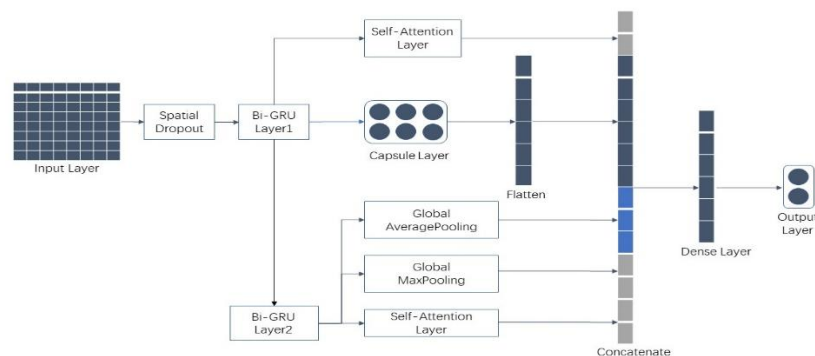 Self-Attention
Layer
Input Layer
Spatial
Dropout
Bi-GRU
Layer1
Capsule Layer
Flatten
Global
AveragePooling
Global
MaxPooling
Bi-GRU
Layer2
Self-Attention
Layer
Concatenate
Dense Layer
Output
Layer